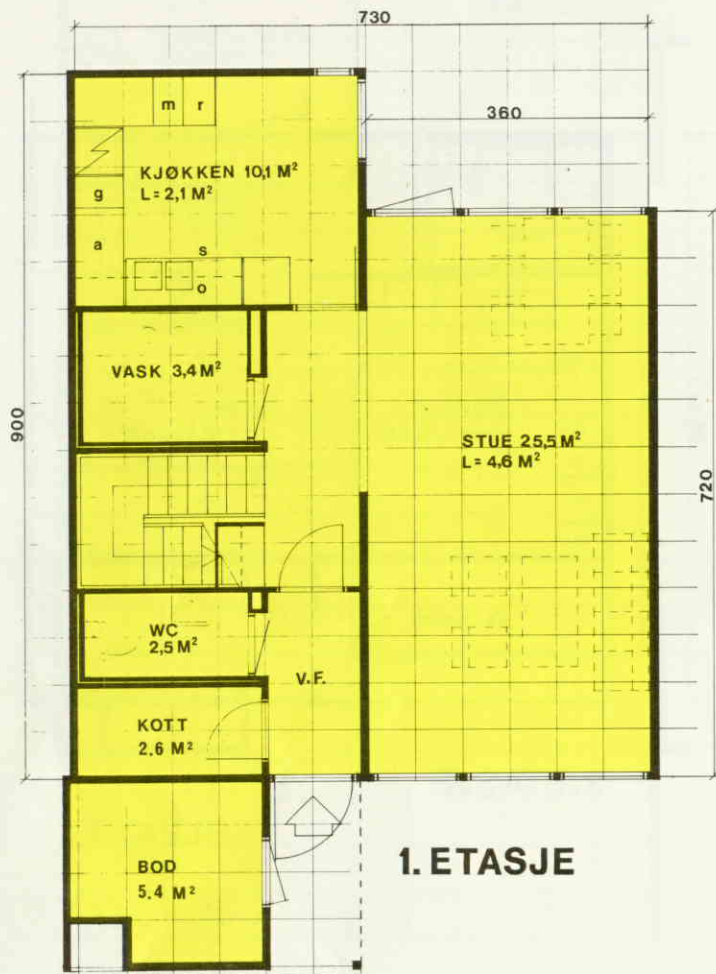 730
m r
360
KJØKKEN 10,1 M²
L= 2,1 M²
g
a
s
o
VASK 3,4 M²
900
STUE 25,5 M²
L= 4,6 M²
720
WC
2,5 M²
V.F.
KOTT
2,6 M²
1. ETASJE
BOD
5.4 M²